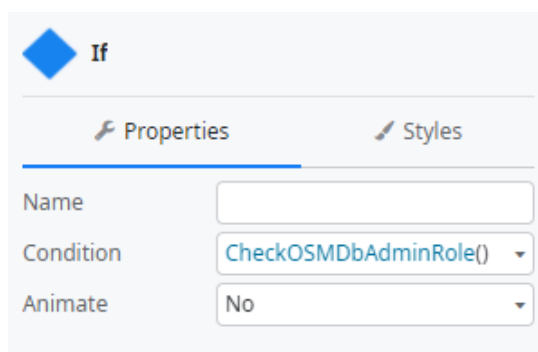 If
Properties
Styles
Name
Condition CheckOSMDbAdminRole()
Animate No